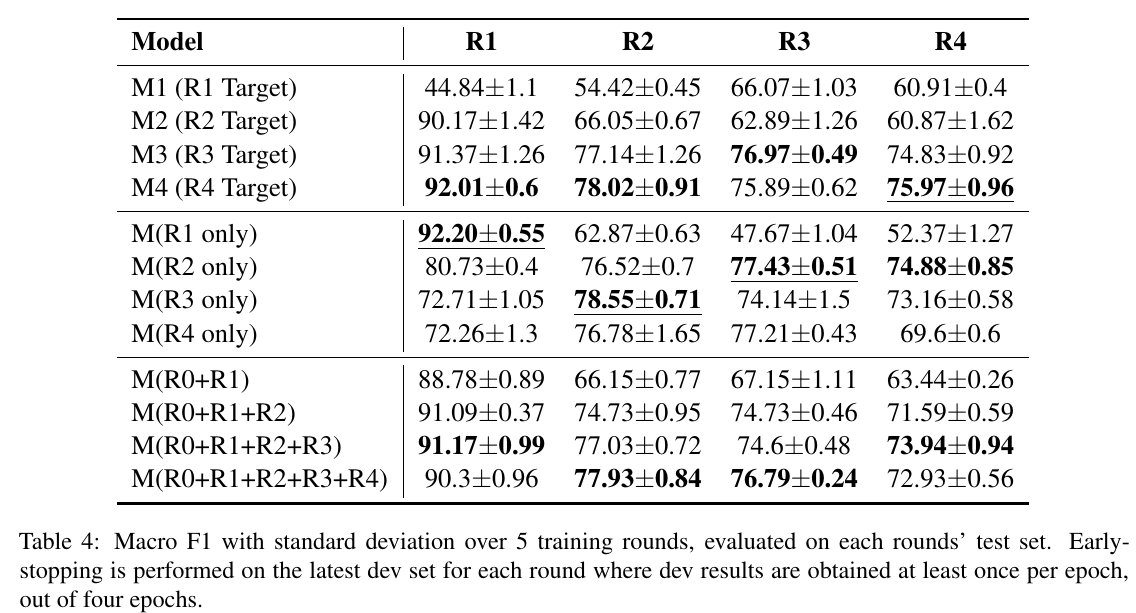 Model R1 R2 R3 R4
M1 (R1 Target) 44.84±1.1 54.42±0.45 66.07±1.03 60.91±0.4
M2 (R2 Target) 90.17±1.42 66.05±0.67 62.89±1.26 60.87±1.62
M3 (R3 Target) 91.37±1.26 77.14±1.26 76.97±0.49 74.83±0.92
M4 (R4 Target) 92.01±0.6 78.02±0.91 75.89±0.62 75.97±0.96
M(R1 only) 92.20±0.55 62.87±0.63 47.67±1.04 52.37±1.27
M(R2 only) 80.73±0.4 76.52±0.7 77.43±0.51 74.88±0.85
M(R3 only) 72.71±1.05 78.55±0.71 74.14±1.5 73.16±0.58
M(R4 only) 72.26±1.3 76.78±1.65 77.21±0.43 69.6±0.6
M(R0+R1) 88.78±0.89 66.15±0.77 67.15±1.11 63.44±0.26
M(R0+R1+R2) 91.09±0.37 74.73±0.95 74.73±0.46 71.59±0.59
M(R0+R1+R2+R3) 91.17±0.99 77.03±0.72 74.6±0.48 73.94±0.94
M(R0+R1+R2+R3+R4) 90.3±0.96 77.93±0.84 76.79±0.24 72.93±0.56
Table 4: Macro F1 with standard deviation over 5 training rounds, evaluated on each rounds' test set. Early-
stopping is performed on the latest dev set for each round where dev results are obtained at least once per epoch,
out of four epochs.